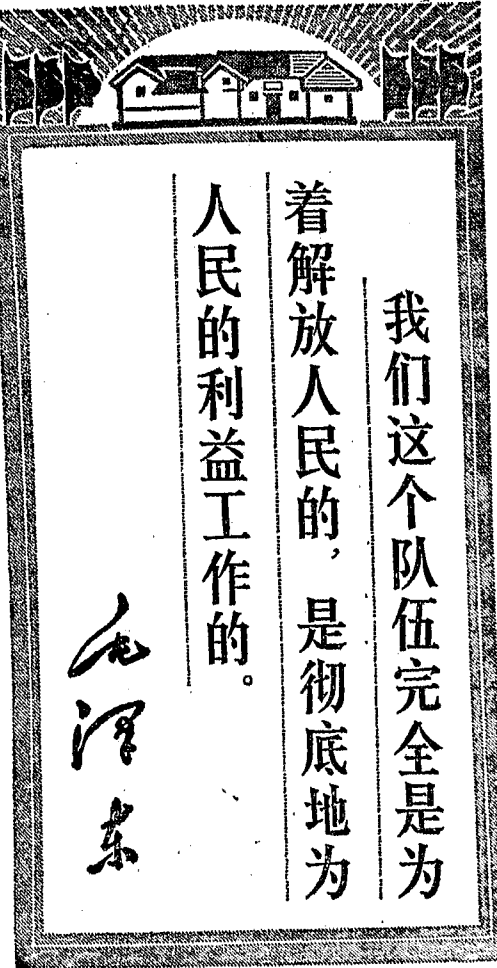 我们这个队伍完全是为
着解放人民的，是彻底地为
人民的利益工作的。
毛泽东